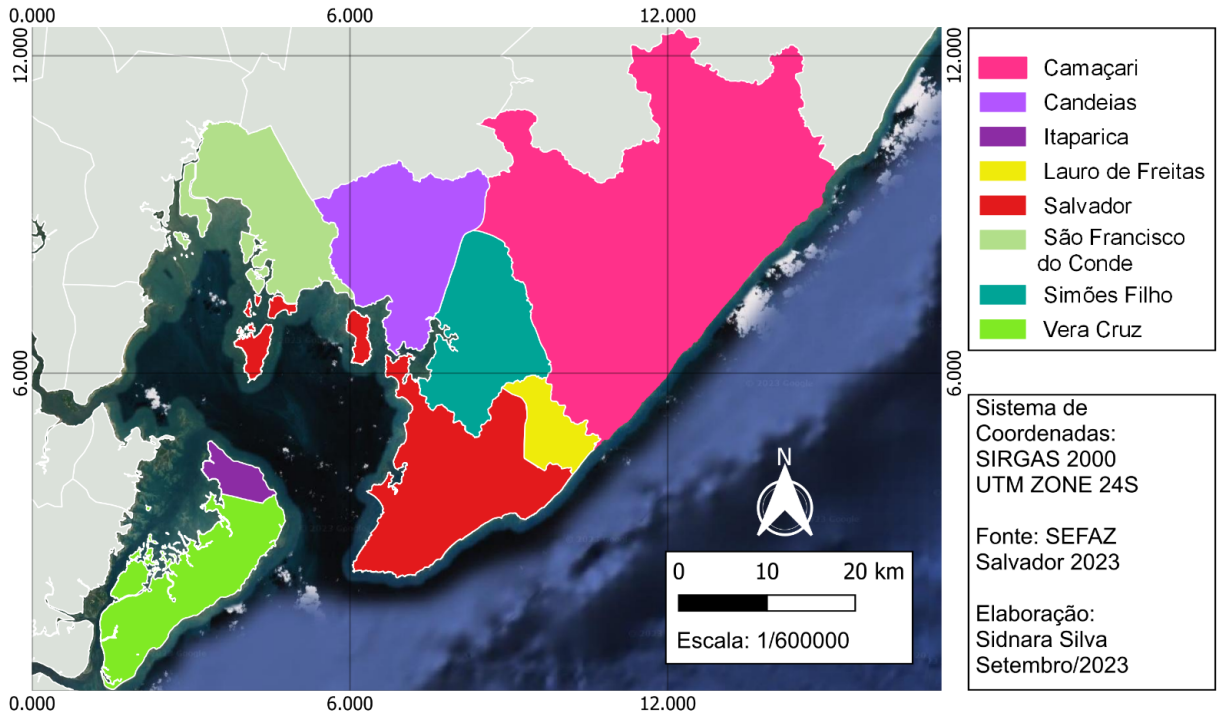 0.000
6.000
12.000
12.000
12.000
6.000
6.000
0.000
6.000
12.000
N
0
10
20 km
Escala: 1/600000
Camaçari
Candeias
Itaparica
Lauro de Freitas
Salvador
São Francisco
do Conde
Simões Filho
Vera Cruz
Sistema de
Coordenadas:
SIRGAS 2000
UTM ZONE 24S
Fonte: SEFAZ
Salvador 2023
Elaboração:
Sidnara Silva
Setembro/2023